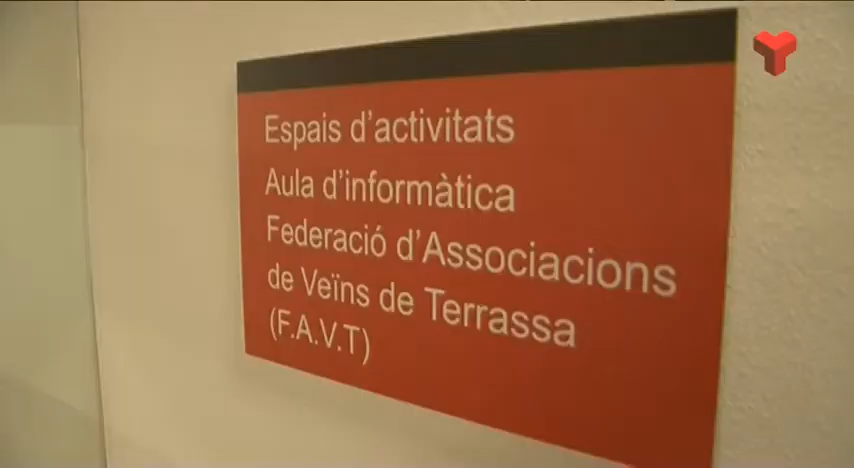 Espais d'activitats
Aula d'informàtica
Federació d'Associacions
de Veïns de Terrassa
(F.A.V.T)